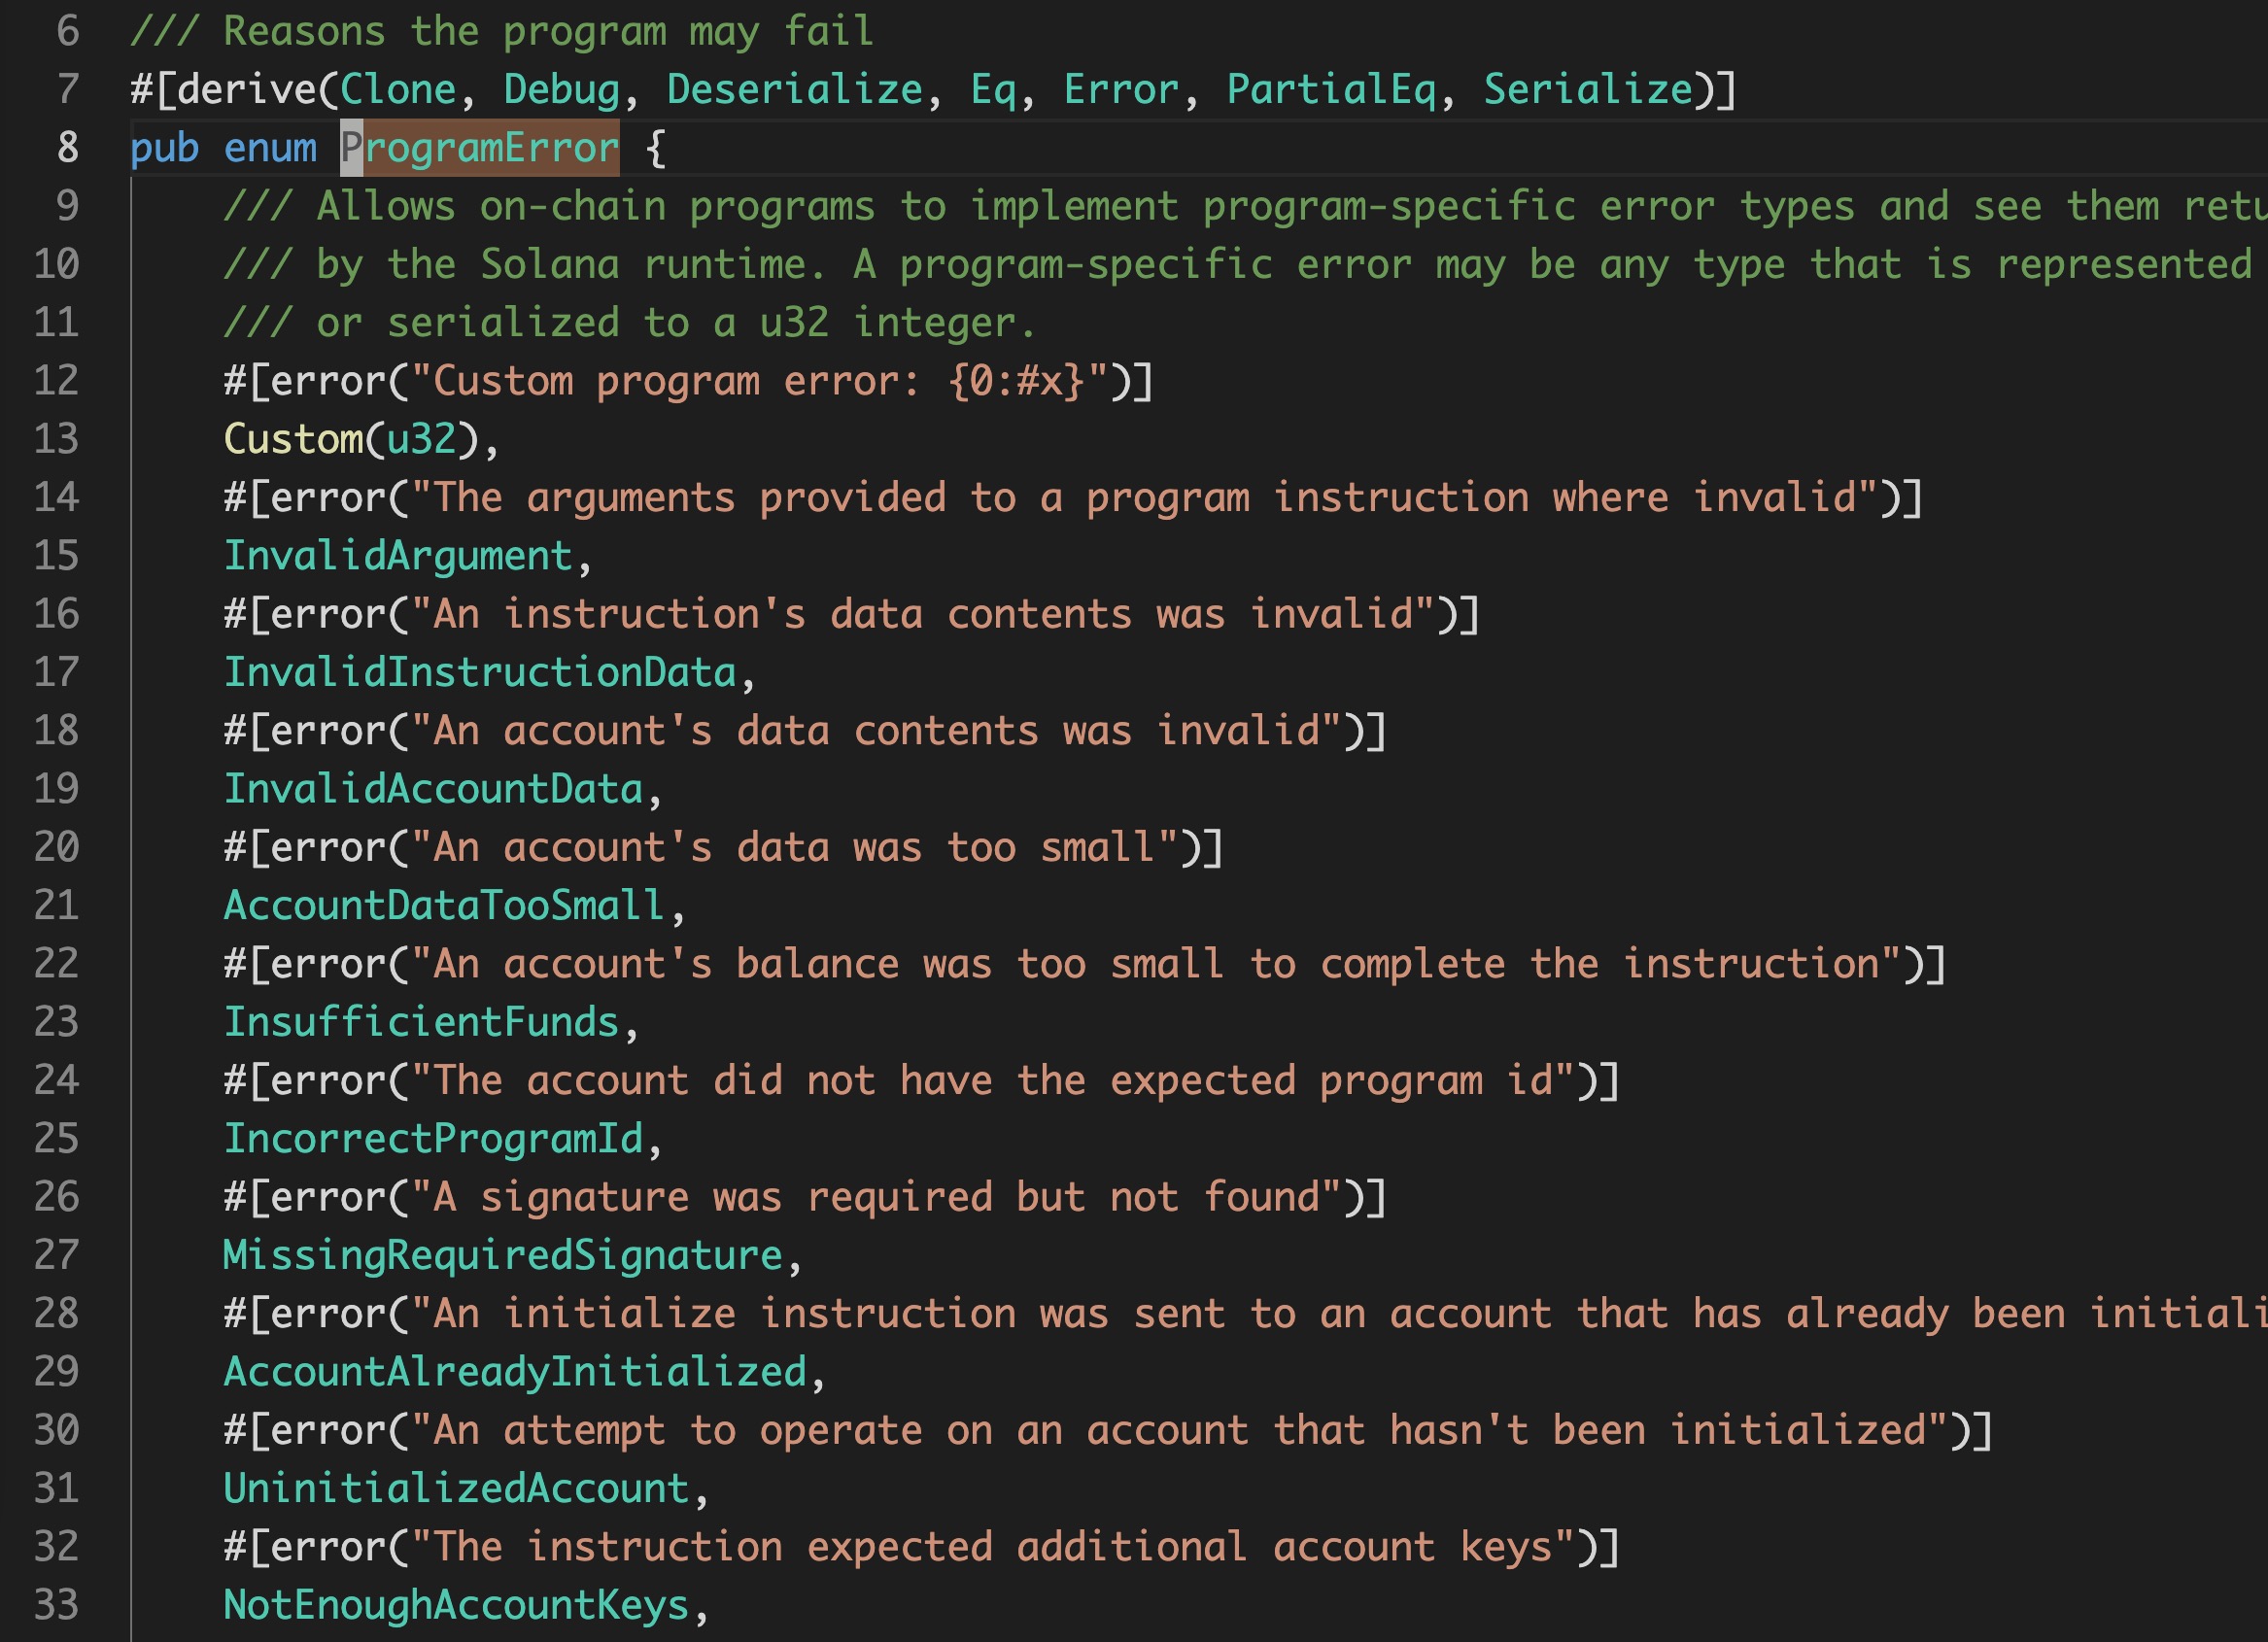 6 /// Reasons the program may fail
7 #[derive(Clone, Debug, Deserialize, Eq, Error, PartialEq, Serialize)]
8 pub enum ProgramError {
9 /// Allows on-chain programs to implement program-specific error types and see them retu
10 /// by the Solana runtime. A program-specific error may be any type that is represented
11 /// or serialized to a u32 integer.
12 #[error("Custom program error: {0:#x}")]
13 Custom(u32),
14 #[error("The arguments provided to a program instruction where invalid")]
15 InvalidArgument,
16 #[error("An instruction's data contents was invalid")]
17 InvalidInstructionData,
18 #[error("An account's data contents was invalid")]
19 InvalidAccountData,
20 #[error("An account's data was too small")]
21 AccountDataTooSmall,
22 #[error("An account's balance was too small to complete the instruction")]
23 InsufficientFunds,
24 #[error("The account did not have the expected program id")]
25 IncorrectProgramId,
26 #[error("A signature was required but not found")]
27 MissingRequiredSignature,
28 #[error("An initialize instruction was sent to an account that has already been initiali
29 AccountAlreadyInitialized,
30 #[error("An attempt to operate on an account that hasn't been initialized")]
31 UninitializedAccount,
32 #[error("The instruction expected additional account keys")]
33 NotEnoughAccountKeys,